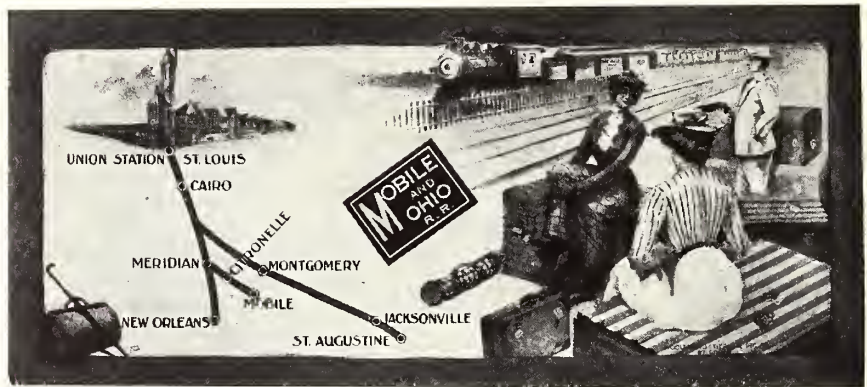 UNION STATION ST. LOUIS
CAIRO
CITRONELLE
MERIDIAN
MONTGOMERY
MOBILE
NEW ORLEANS
JACKSONVILLE
ST. AUGUSTINE
MOBILE
AND
OHIO
R.R.